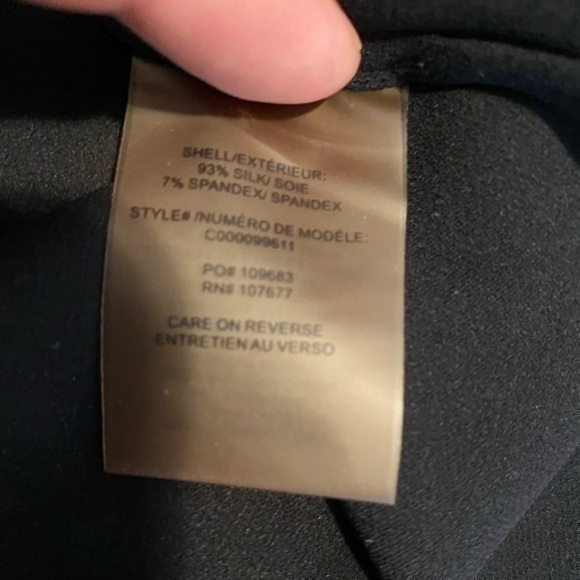 SHELL/EXTÉRIEUR:
93% SILK/ SOIE
7% SPANDEX/ SPANDEX
STYLE# /NUMÉRO DE MODÈLE:
C000099611
PO# 109683
RN# 107677
CARE ON REVERSE
ENTRETIEN AU VERSO